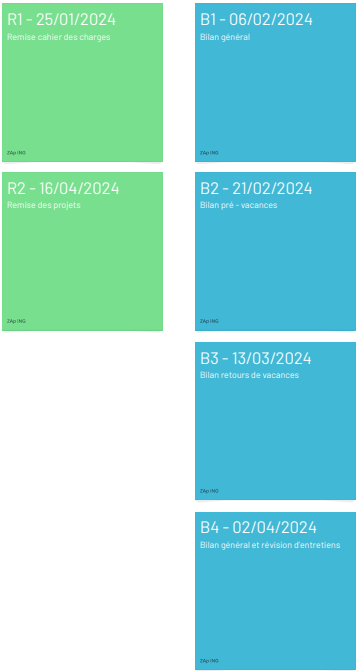 R1 - 25/01/2024
Remise cahier des charges
2Ap ING
R2 - 16/04/2024
Remise des projets
2Ap ING
B1 - 06/02/2024
Bilan général
2Ap ING
B2 - 21/02/2024
Bilan pré - vacances
2Ap ING
B3 - 13/03/2024
Bilan retours de vacances
2Ap ING
B4 - 02/04/2024
Bilan général et révision d'entretiens
2Ap ING